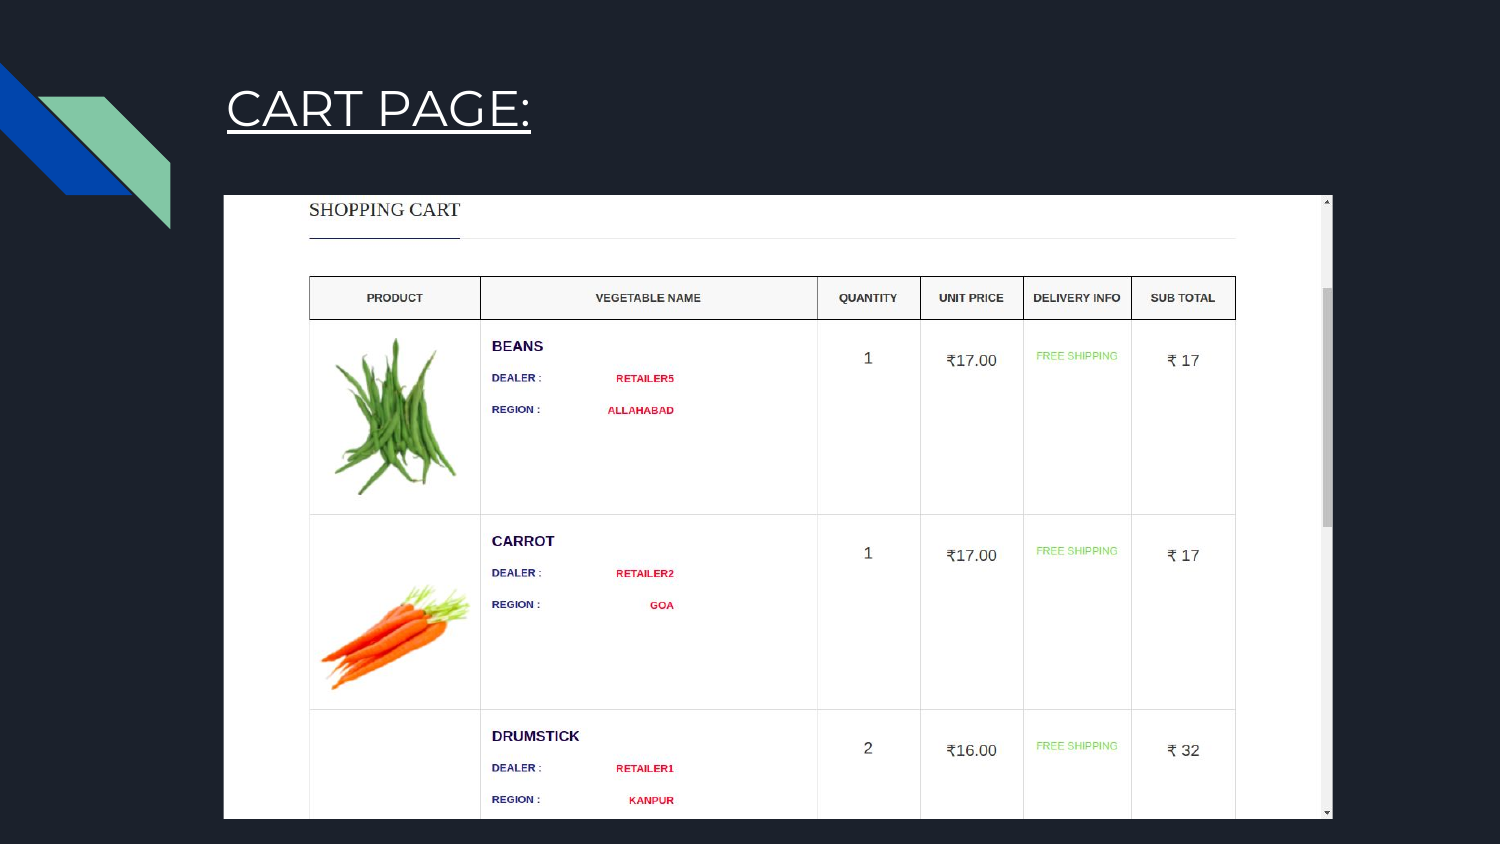 CART PAGE:
SHOPPING CART
PRODUCT VEGETABLE NAME QUANTITY UNIT PRICE DELIVERY INFO SUB TOTAL
BEANS 1 ₹17.00 FREE SHIPPING ₹ 17
DEALER : RETAILER5
REGION : ALLAHABAD
CARROT 1 ₹17.00 FREE SHIPPING ₹ 17
DEALER : RETAILER2
REGION : GOA
DRUMSTICK 2 ₹16.00 FREE SHIPPING ₹ 32
DEALER : RETAILER1
REGION : KANPUR